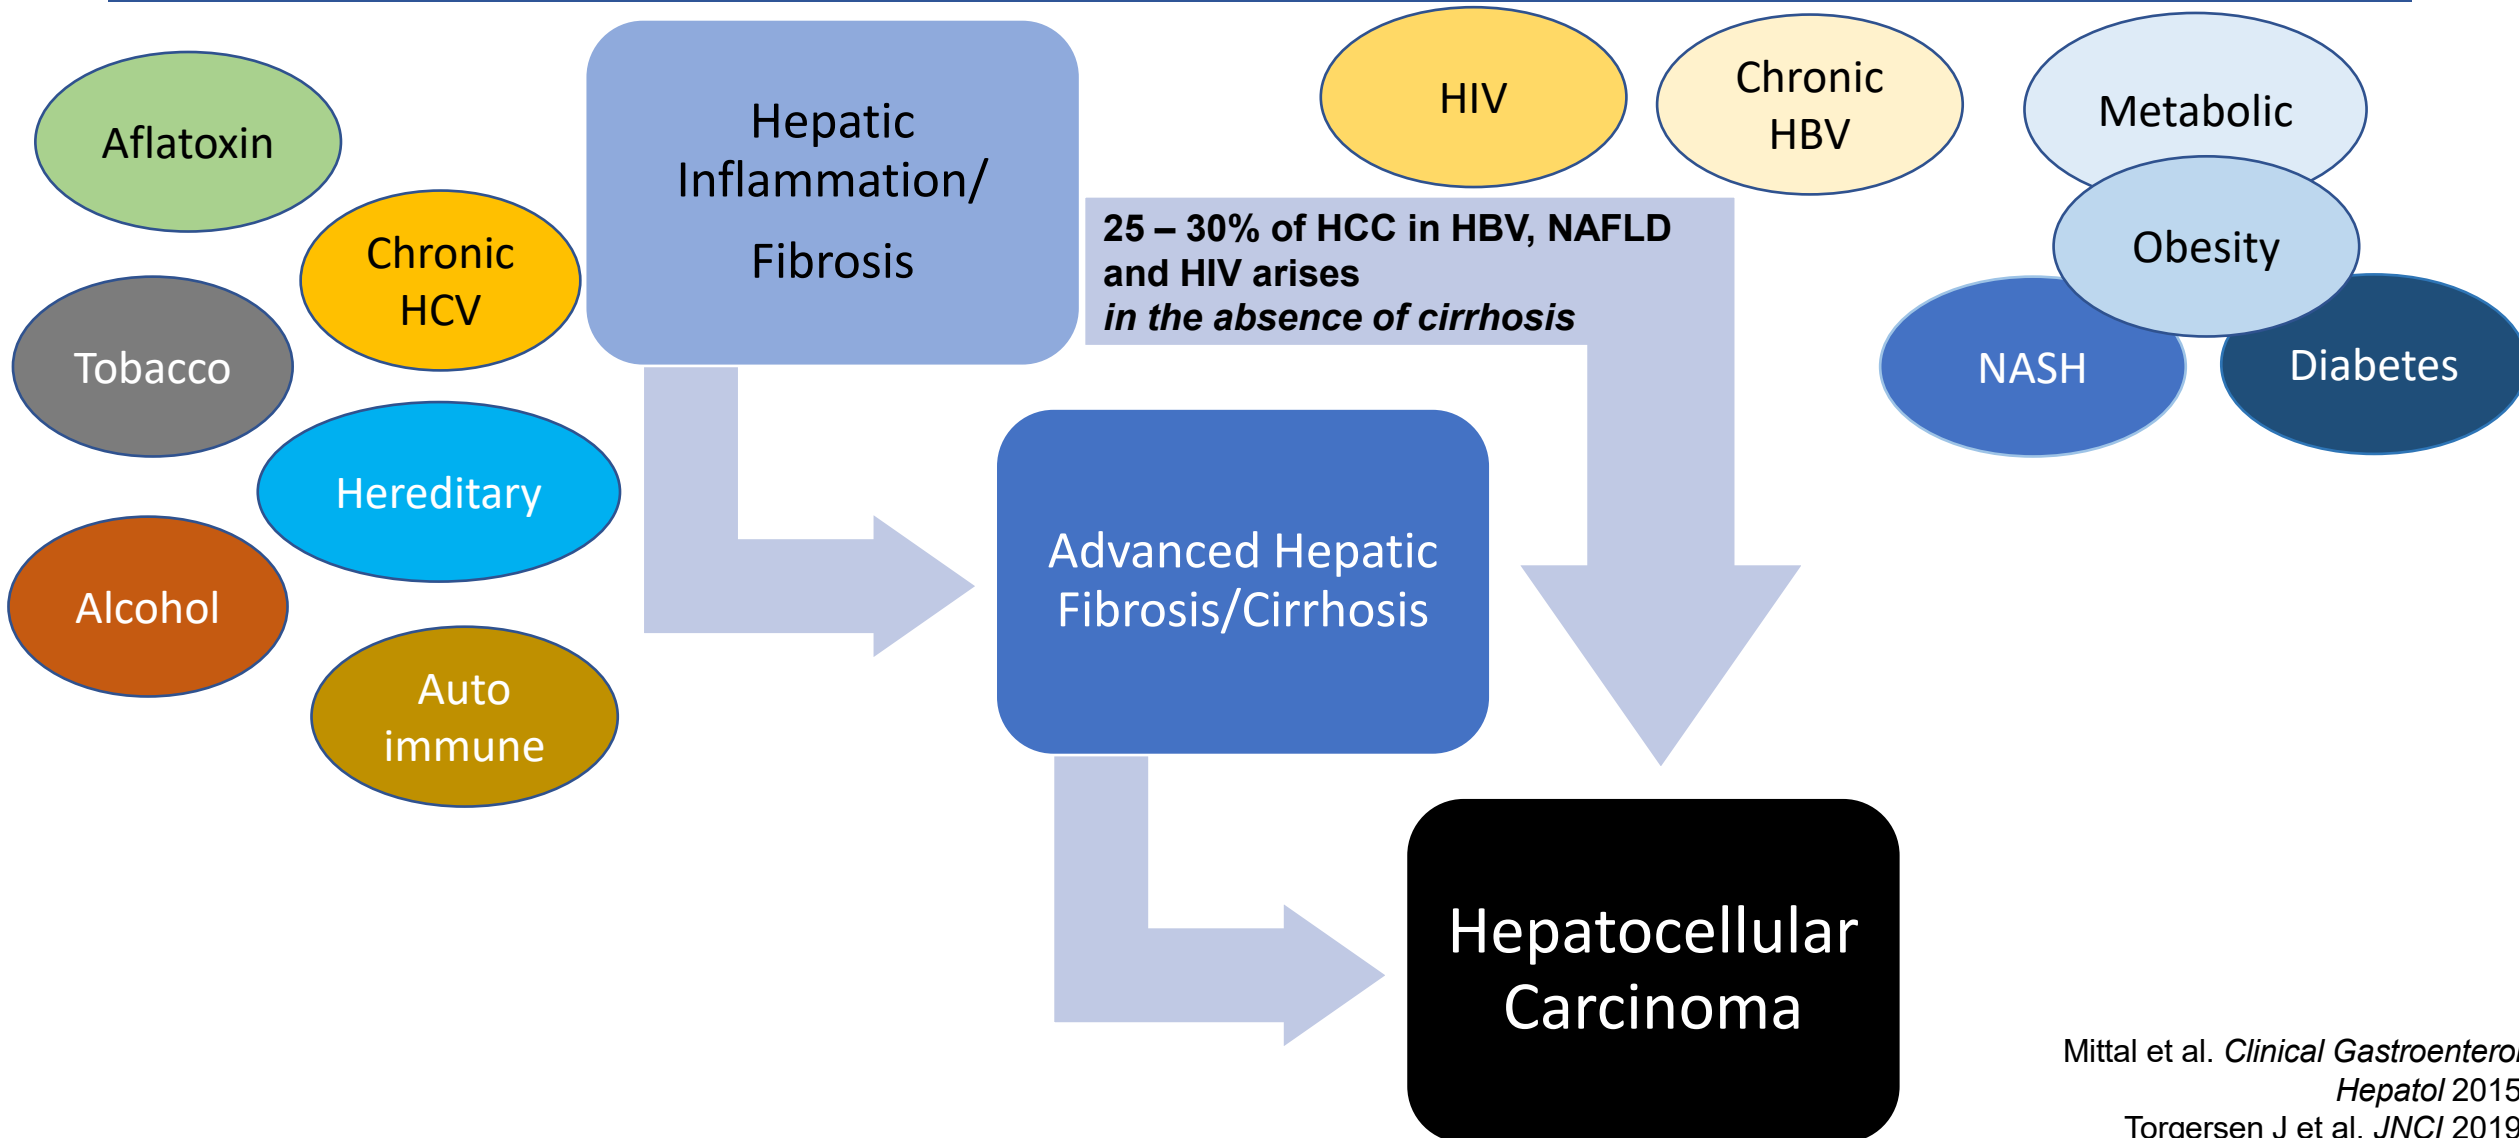 Aflatoxin
Chronic
HCV
Tobacco
Hereditary
Alcohol
Auto
immune
Hepatic
Inflammation/
Fibrosis
25 – 30% of HCC in HBV, NAFLD
and HIV arises
in the absence of cirrhosis
HIV
Chronic
HBV
Metabolic
Obesity
NASH
Diabetes
Advanced Hepatic
Fibrosis/Cirrhosis
Hepatocellular
Carcinoma
Mittal et al. Clinical Gastroenterol
Hepatol 2015
Torgersen J et al. JNCI 2019